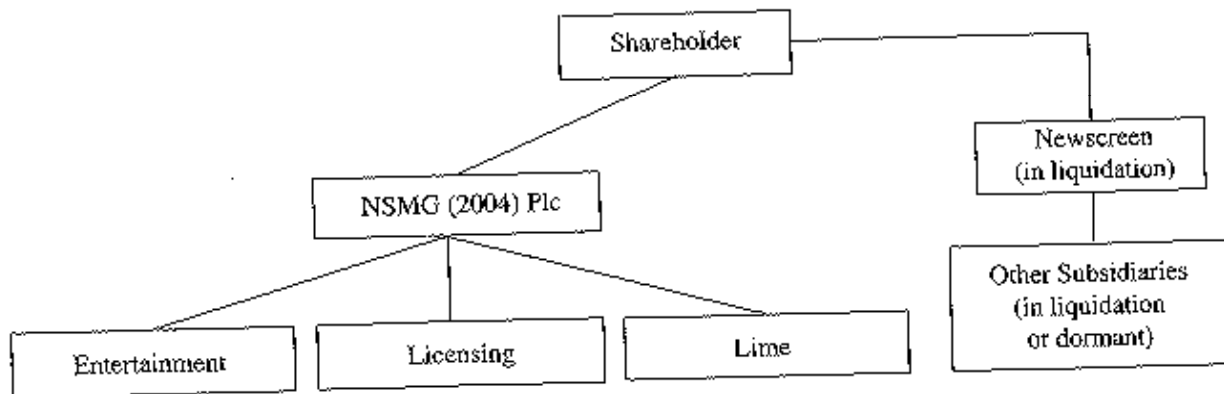 Shareholder
Newscreen
(in liquidation)
NSMG (2004) Plc
Other Subsidiaries
(in liquidation
or dormant)
Entertainment
Licensing
Lime